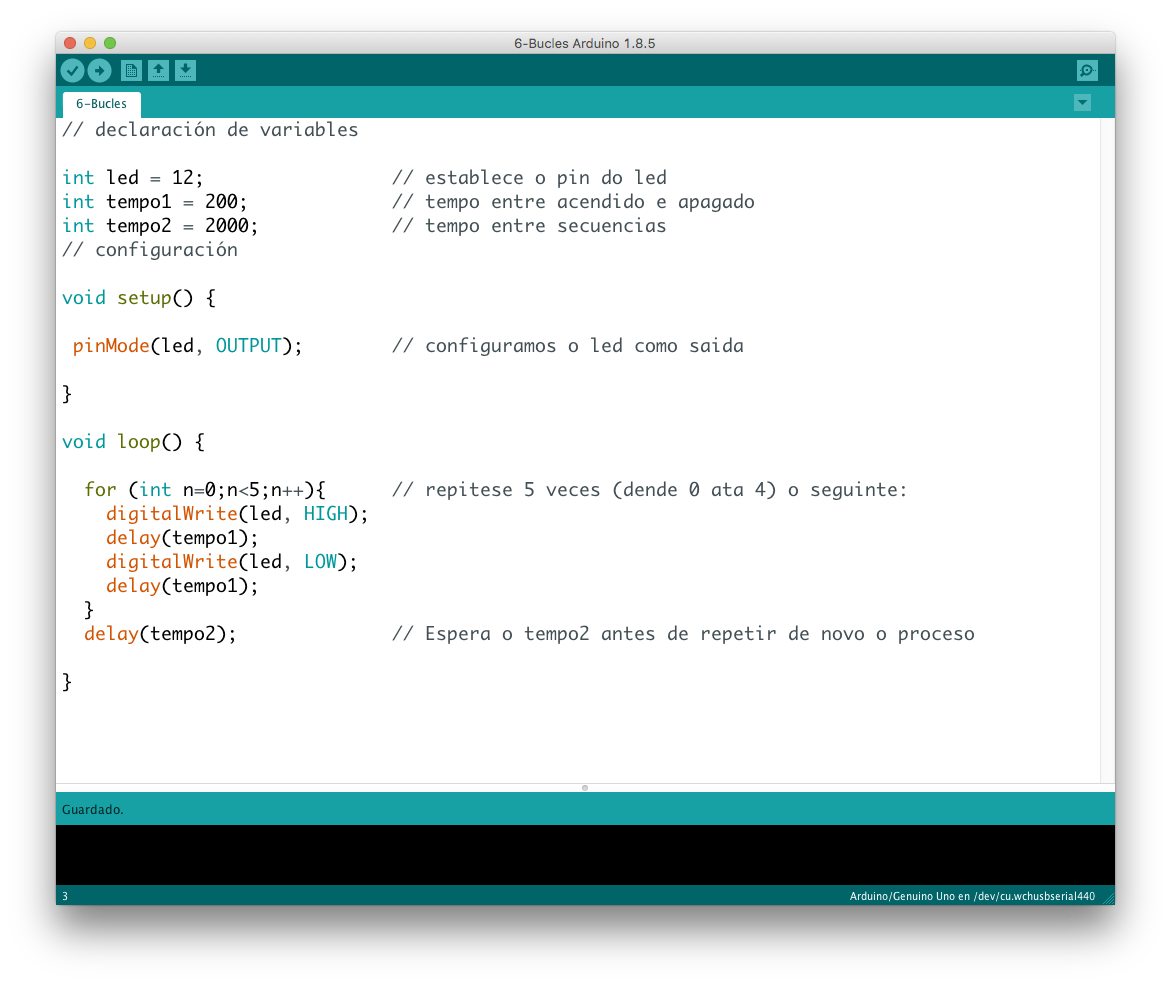 6-Bucles Arduino 1.8.5
6-Bucles
// declaración de variables
int led = 12; // establece o pin do led
int tempo1 = 200; // tempo entre acendido e apagado
int tempo2 = 2000; // tempo entre secuencias
// configuración
void setup() {
pinMode(led, OUTPUT); // configuramos o led como saida
}
void loop() {
for (int n=0;n<5;n++){ // repitese 5 veces (dende 0 ata 4) o seguinte:
digitalWrite(led, HIGH);
delay(tempo1);
digitalWrite(led, LOW);
delay(tempo1);
}
delay(tempo2); // Espera o tempo2 antes de repetir de novo o proceso
}
Guardado.
3 Arduino/Genuino Uno en /dev/cu.wchusbserial440